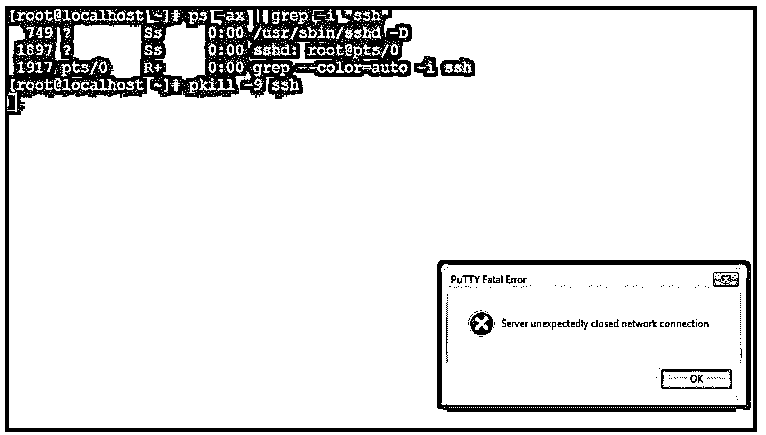 [root@localhost ~]# ps -ax | grep -i "ssh"
749 ? Ss 0:00 /usr/sbin/sshd -D
1897 ? Ss 0:00 sshd: root@pts/0
1917 pts/0 R+ 0:00 grep --color=auto -i ssh
[root@localhost ~]# pkill -9 ssh
PuTTY Fatal Error
Server unexpectedly closed network connection
OK